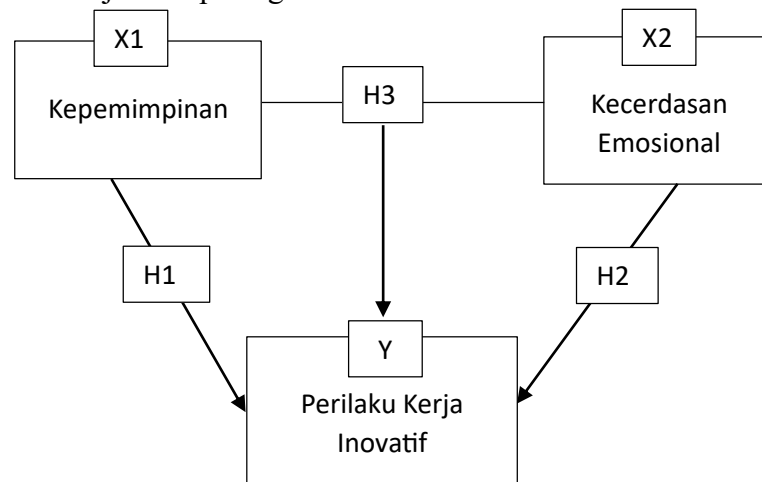 X1
X2
Kepemimpinan
H3
Kecerdasan
Emosional
H1
H2
Y
Perilaku Kerja
Inovatif